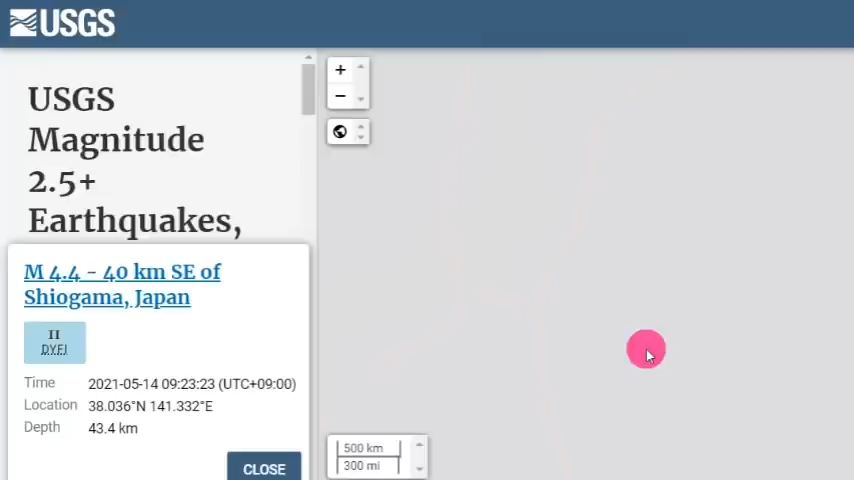 USGS
USGS
Magnitude
2.5+
Earthquakes,
M 4.4 - 40 km SE of
Shiogama, Japan
II
DYFI
Time 2021-05-14 09:23:23 (UTC+09:00)
Location 38.036°N 141.332°E
Depth 43.4 km
CLOSE
+
−
500 km
300 mi